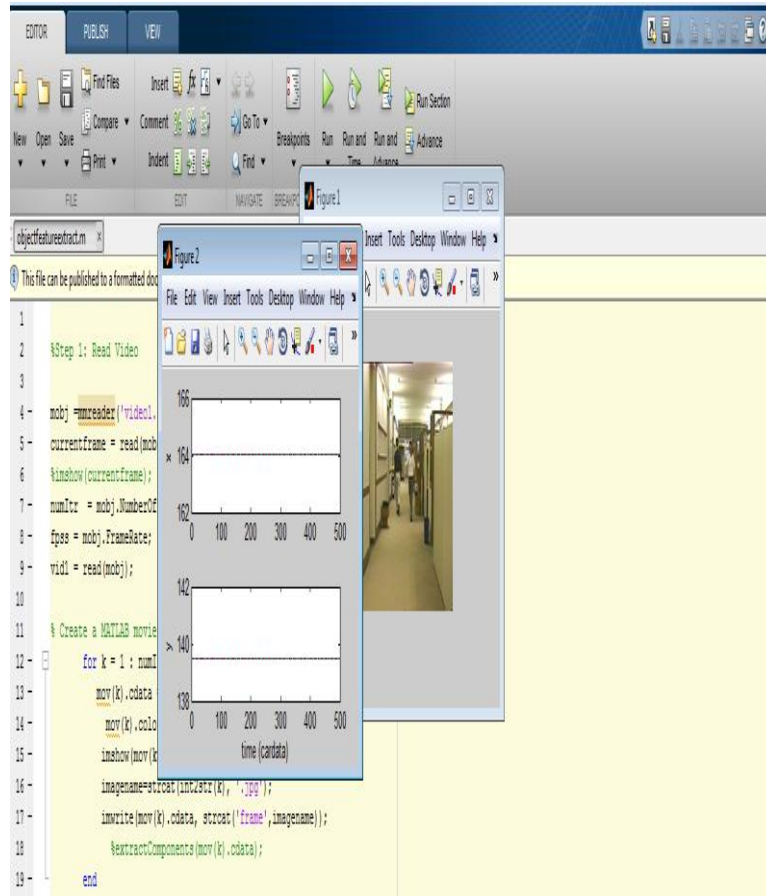 EDITOR PUBLISH VIEW
Find Files Insert fx
Compare Comment Go To Run Section
New Open Save Print Indent Find Breakpoints Run Run and Run and Advance
Time Advance
FILE EDIT NAVIGATE
Figure 1
Insert Tools Desktop Window Help
objectfeatureextract.m
This file can be published to a formatted doc
Figure 2
File Edit View Insert Tools Desktop Window Help
166
x 164
162
0 100 200 300 400 500
142
y 140
138
0 100 200 300 400 500
time (cardata)
1
2 %Step 1: Read Video
3
4 - mobj =mmreader('video1.
5 - currentframe = read(mob
6 %imshow(currentframe);
7 - numItr = mobj.NumberOf
8 - fpss = mobj.FrameRate;
9 - vid1 = read(mobj);
10
11 % Create a MATLAB movie
12 - for k = 1 : numI
13 - mov(k).cdata =
14 - mov(k).colo
15 - imshow(mov(k
16 - imagename=strcat(int2str(k), '.jpg');
17 - imwrite(mov(k).cdata, strcat('frame',imagename));
18 %extractComponents(mov(k).cdata);
19 - end